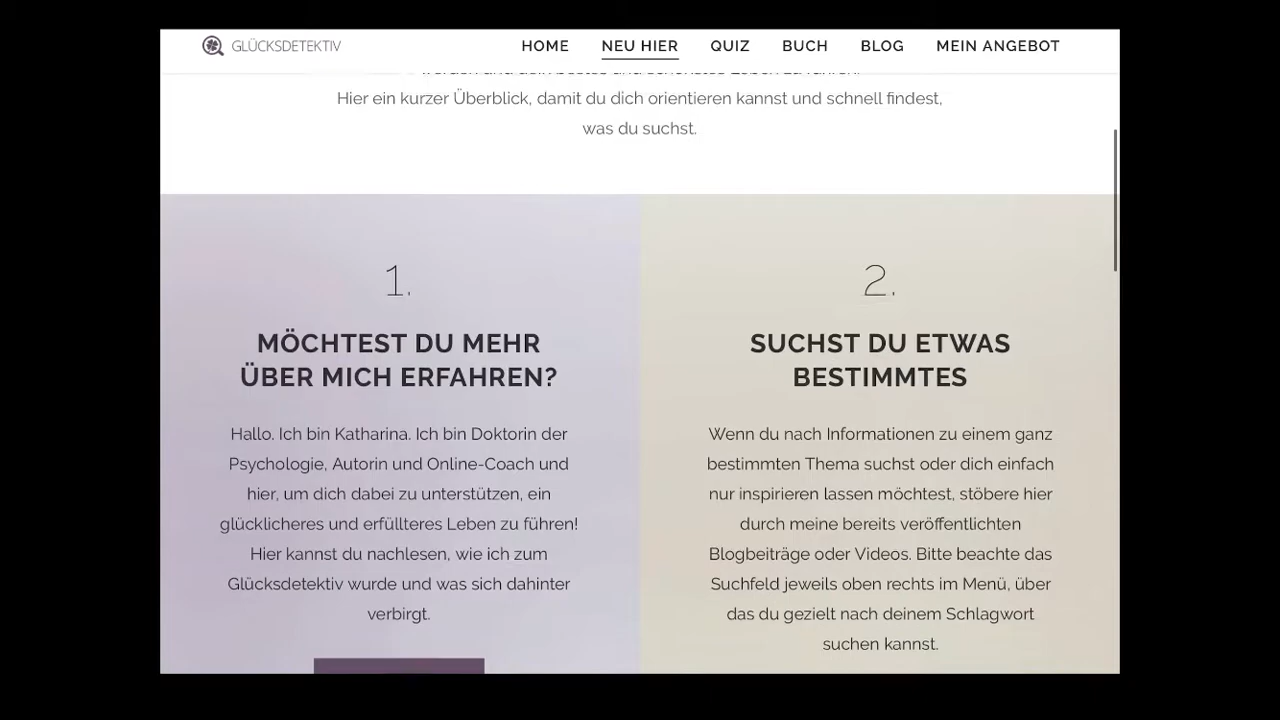 GLÜCKSDETEKTIV
HOME NEU HIER QUIZ BUCH BLOG MEIN ANGEBOT
Hier ein kurzer Überblick, damit du dich orientieren kannst und schnell findest,
was du suchst.
1.
MÖCHTEST DU MEHR
ÜBER MICH ERFAHREN?
Hallo. Ich bin Katharina. Ich bin Doktorin der
Psychologie, Autorin und Online-Coach und
hier, um dich dabei zu unterstützen, ein
glücklicheres und erfüllteres Leben zu führen!
Hier kannst du nachlesen, wie ich zum
Glücksdetektiv wurde und was sich dahinter
verbirgt.
2.
SUCHST DU ETWAS
BESTIMMTES
Wenn du nach Informationen zu einem ganz
bestimmten Thema suchst oder dich einfach
nur inspirieren lassen möchtest, stöbere hier
durch meine bereits veröffentlichten
Blogbeiträge oder Videos. Bitte beachte das
Suchfeld jeweils oben rechts im Menü, über
das du gezielt nach deinem Schlagwort
suchen kannst.